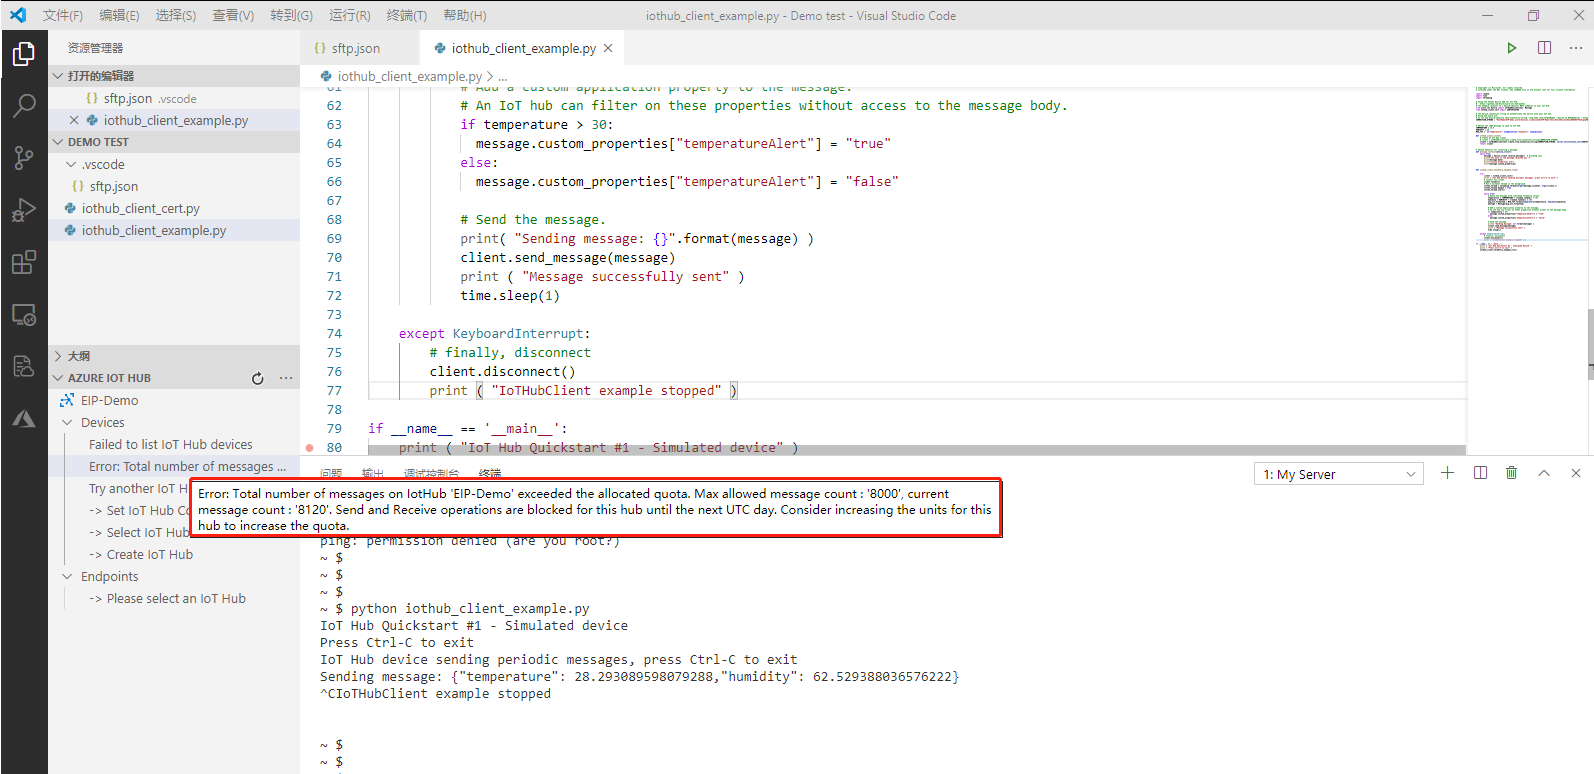 文件(F) 编辑(E) 选择(S) 查看(V) 转到(G) 运行(R) 终端(T) 帮助(H) iothub_client_example.py - Demo test - Visual Studio Code
资源管理器
打开的编辑器
{} sftp.json .vscode
iothub_client_example.py
DEMO TEST
.vscode
{} sftp.json
iothub_client_cert.py
iothub_client_example.py
大纲
AZURE IOT HUB
EIP-Demo
Devices
Failed to list IoT Hub devices
Error: Total number of messages ...
Try another IoT H
-> Set IoT Hub Co
-> Select IoT Hub
-> Create IoT Hub
Endpoints
-> Please select an IoT Hub
{} sftp.json iothub_client_example.py
iothub_client_example.py > ...
61 # Add a custom application property to the message.
62 # An IoT hub can filter on these properties without access to the message body.
63 if temperature > 30:
64 message.custom_properties["temperatureAlert"] = "true"
65 else:
66 message.custom_properties["temperatureAlert"] = "false"
67
68 # Send the message.
69 print( "Sending message: {}".format(message) )
70 client.send_message(message)
71 print ( "Message successfully sent" )
72 time.sleep(1)
73
74 except KeyboardInterrupt:
75 # finally, disconnect
76 client.disconnect()
77 print ( "IoTHubClient example stopped" )
78
79 if __name__ == '__main__':
80 print ( "IoT Hub Quickstart #1 - Simulated device" )
问题 输出 调试控制台 终端 1: My Server
Error: Total number of messages on IotHub 'EIP-Demo' exceeded the allocated quota. Max allowed message count : '8000', current
message count : '8120'. Send and Receive operations are blocked for this hub until the next UTC day. Consider increasing the units for this
hub to increase the quota.
ping: permission denied (are you root?)
~ $
~ $
~ $
~ $ python iothub_client_example.py
IoT Hub Quickstart #1 - Simulated device
Press Ctrl-C to exit
IoT Hub device sending periodic messages, press Ctrl-C to exit
Sending message: {"temperature": 28.293089598079288,"humidity": 62.529388036576222}
^CIoTHubClient example stopped
~ $
~ $